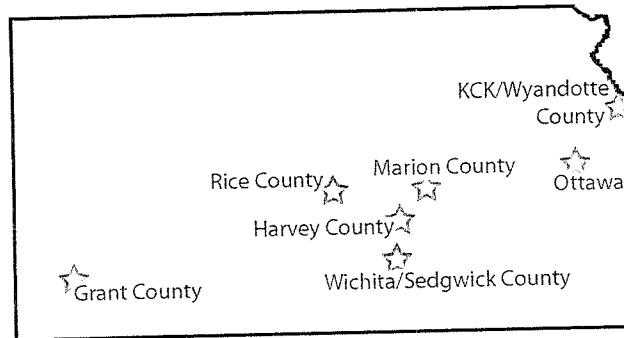 KCK/Wyandotte
County
Marion County
Rice County
Ottawa
Harvey County
Wichita/Sedgwick County
Grant County